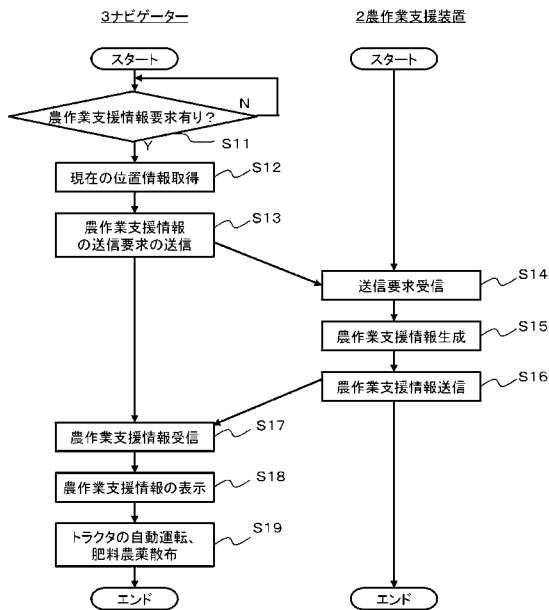 3ナビゲーター
2農作業支援装置
スタート
スタート
N
農作業支援情報要求有り？
S11
Y
S12
現在の位置情報取得
S13
農作業支援情報
の送信要求の送信
S14
送信要求受信
S15
農作業支援情報生成
S16
農作業支援情報送信
S17
農作業支援情報受信
S18
農作業支援情報の表示
S19
トラクタの自動運転、
肥料農薬散布
エンド
エンド